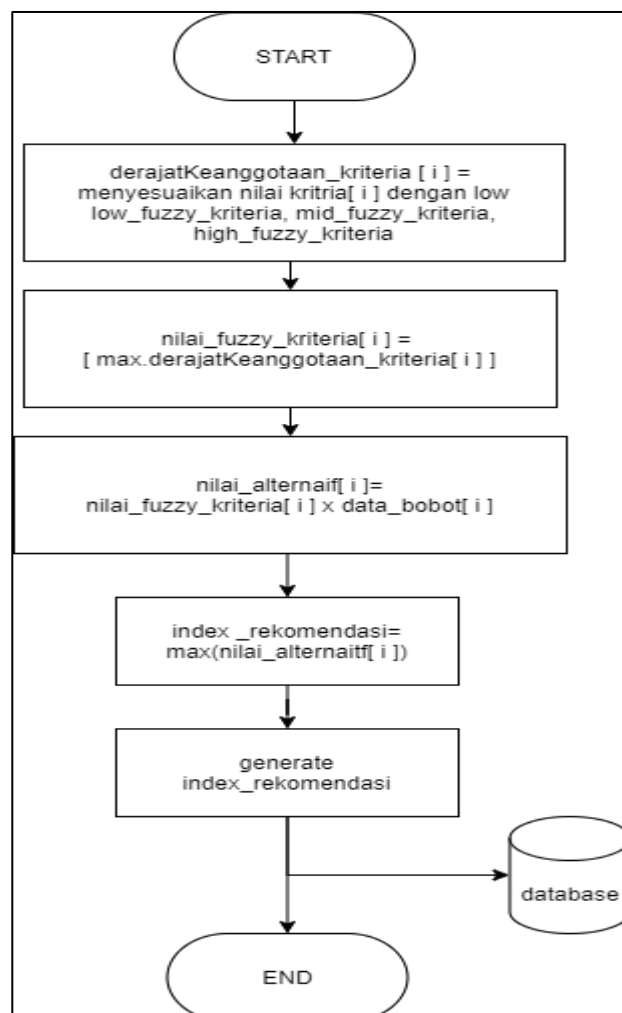 START
derajatKeanggotaan_kriteria [ i ] =
menyesuaikan nilai kritria[ i ] dengan low
low_fuzzy_kriteria, mid_fuzzy_kriteria,
high_fuzzy_kriteria
nilai_fuzzy_kriteria[ i ] =
[ max.derajatKeanggotaan_kriteria[ i ] ]
nilai_alternaif[ i ]=
nilai_fuzzy_kriteria[ i ] x data_bobot[ i ]
index _rekomendasi=
max(nilai_alternaitf[ i ])
generate
index_rekomendasi
database
END